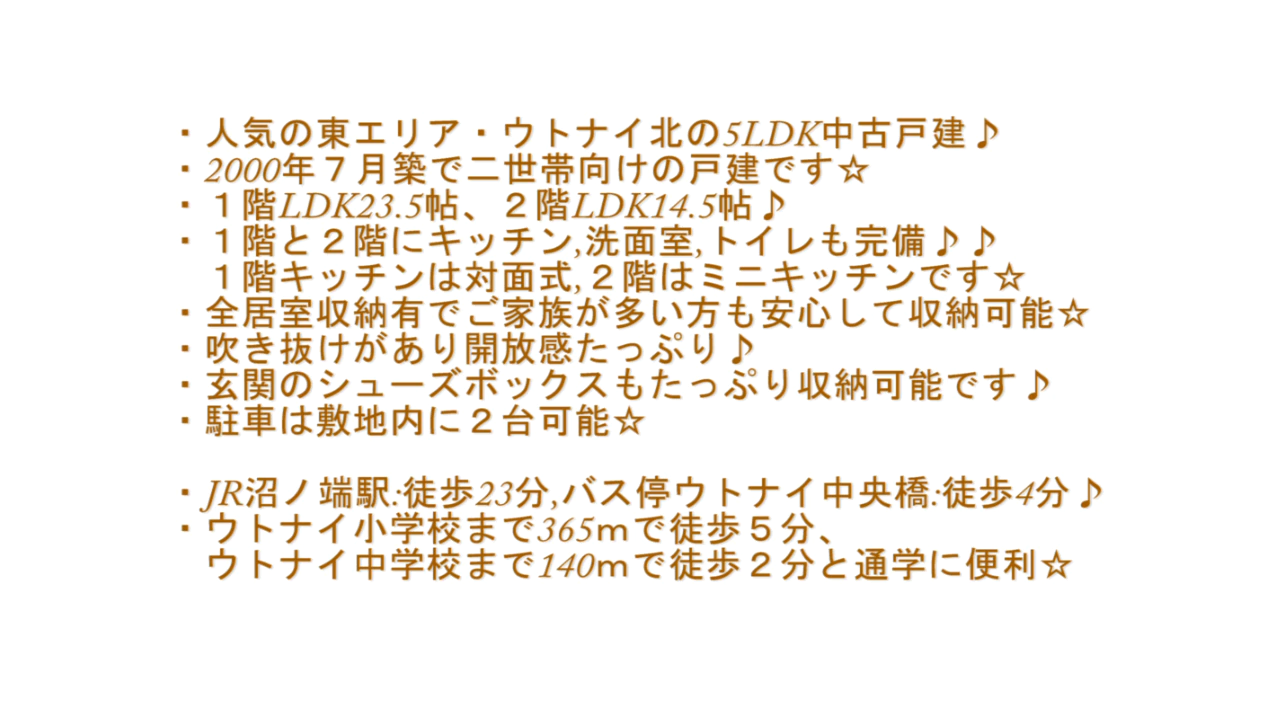 ・人気の東エリア・ウトナイ北の5LDK中古戸建♪
・2000年７月築で二世帯向けの戸建です☆
・１階LDK23.5帖、２階LDK14.5帖♪
・１階と２階にキッチン,洗面室,トイレも完備♪♪
　１階キッチンは対面式,２階はミニキッチンです☆
・全居室収納有でご家族が多い方も安心して収納可能☆
・吹き抜けがあり開放感たっぷり♪
・玄関のシューズボックスもたっぷり収納可能です♪
・駐車は敷地内に２台可能☆
・JR沼ノ端駅:徒歩23分,バス停ウトナイ中央橋:徒歩4分♪
・ウトナイ小学校まで365ｍで徒歩５分、
　ウトナイ中学校まで140ｍで徒歩２分と通学に便利☆